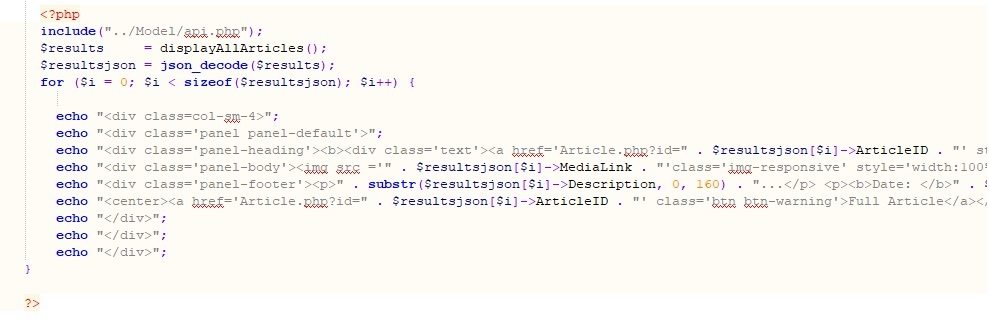 <?php
include("../Model/api.php");
$results     = displayAllArticles();
$resultsjson = json_decode($results);
for ($i = 0; $i < sizeof($resultsjson); $i++) {
echo "<div class=col-sm-4>";
echo "<div class='panel panel-default'>";
echo "<div class='panel-heading'><b><div class='text'><a href='Article.php?id=" . $resultsjson[$i]->ArticleID . "' st
echo "<div class='panel-body'><img src ='" . $resultsjson[$i]->MediaLink . "'class='img-responsive' style='width:100%
echo "<div class='panel-footer'><p>" . substr($resultsjson[$i]->Description, 0, 160) . "...</p> <p><b>Date: </b>" . $
echo "<center><a href='Article.php?id=" . $resultsjson[$i]->ArticleID . "' class='btn btn-warning'>Full Article</a></
echo "</div>";
echo "</div>";
echo "</div>";
}
?>